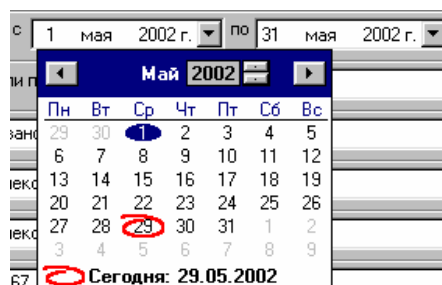 с 1 мая 2002 г. по 31 мая 2002 г.
Май 2002
Пн Вт Ср Чт Пт Сб Вс
29 30 1 2 3 4 5
6 7 8 9 10 11 12
13 14 15 16 17 18 19
20 21 22 23 24 25 26
27 28 29 30 31 1 2
3 4 5 6 7 8 9
Сегодня: 29.05.2002
67